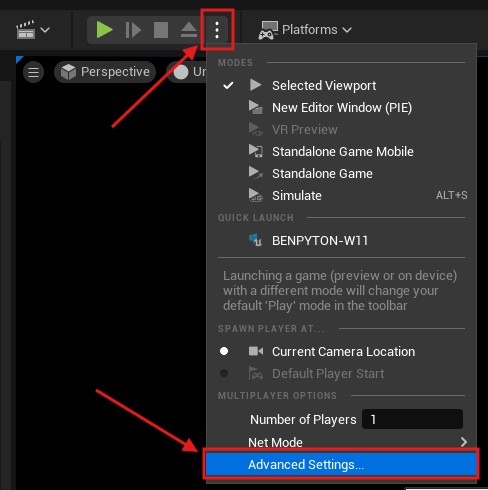 Platforms
Perspective
Un
MODES
Selected Viewport
New Editor Window (PIE)
VR Preview
Standalone Game Mobile
Standalone Game
Simulate ALT+S
QUICK LAUNCH
BENPYTON-W11
Launching a game (preview or on device)
with a different mode will change your
default 'Play' mode in the toolbar
SPAWN PLAYER AT...
Current Camera Location
Default Player Start
MULTIPLAYER OPTIONS
Number of Players 1
Net Mode
Advanced Settings...